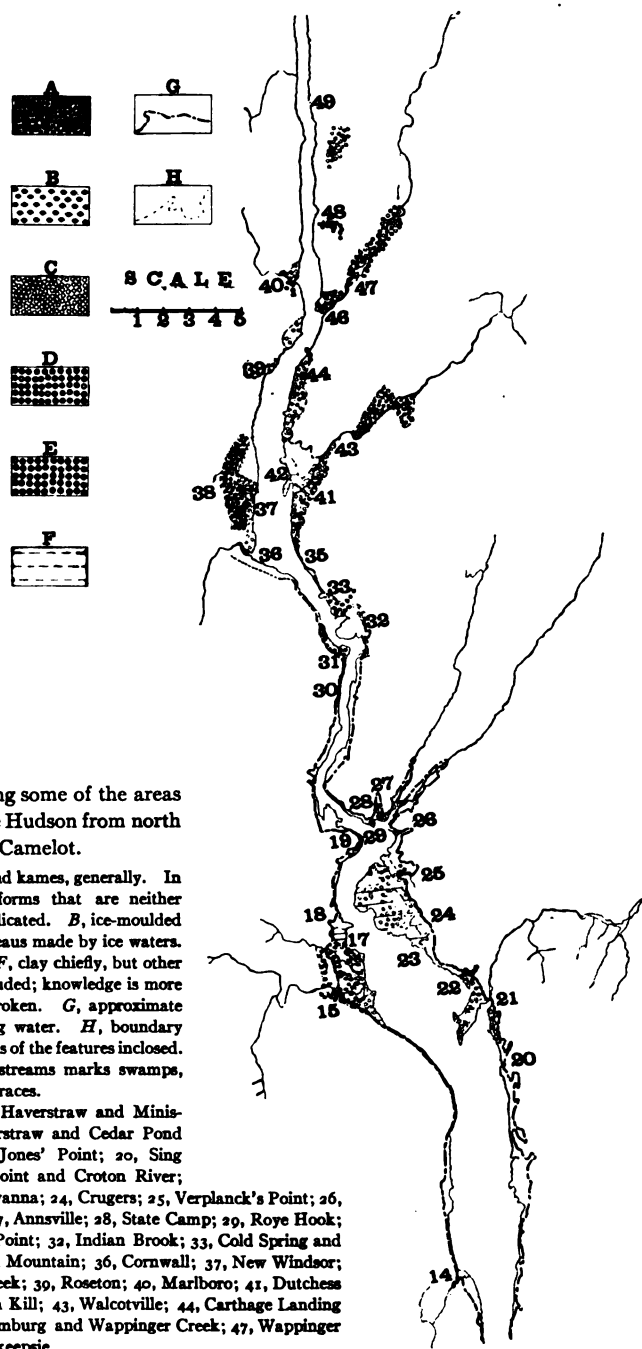 A
G
B
H
C
SCALE
1 2 3 4 5
D
E
F
49
48
40
47
46
39
44
43
42
41
38
37
36
35
33
32
31
30
27
28
29
26
19
25
24
18
17
23
22
21
15
20
14
ng some of the areas
e Hudson from north
Camelot.
nd kames, generally. In
forms that are neither
dicated. B, ice-moulded
eaus made by ice waters.
F, clay chiefly, but other
uded; knowledge is more
roken. G, approximate
g water. H, boundary
s of the features inclosed.
streams marks swamps,
races.
Haverstraw and Minis-
rstraw and Cedar Pond
Jones' Point; 20, Sing
oint and Croton River;
vanna; 24, Crugers; 25, Verplanck's Point; 26,
7, Annsville; 28, State Camp; 29, Roye Hook;
Point; 32, Indian Brook; 33, Cold Spring and
Mountain; 36, Cornwall; 37, New Windsor;
eek; 39, Roseton; 40, Marlboro; 41, Dutchess
n Kill; 43, Walcotville; 44, Carthage Landing
mburg and Wappinger Creek; 47, Wappinger
keepsie.